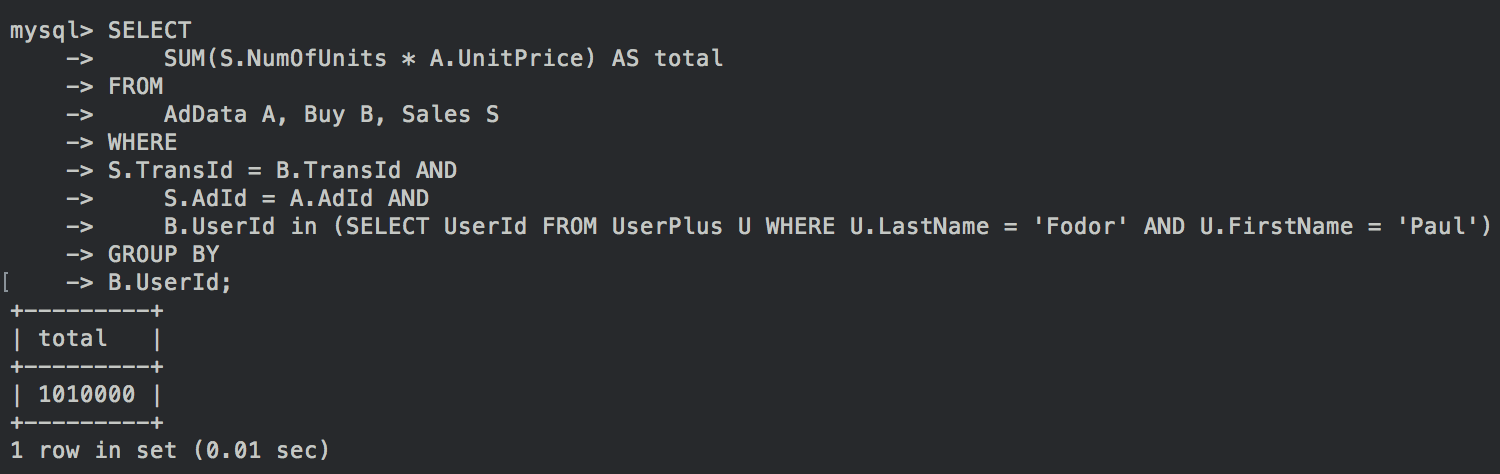 mysql> SELECT
    ->     SUM(S.NumOfUnits * A.UnitPrice) AS total
    -> FROM
    ->     AdData A, Buy B, Sales S
    -> WHERE
    -> S.TransId = B.TransId AND
    ->     S.AdId = A.AdId AND
    ->     B.UserId in (SELECT UserId FROM UserPlus U WHERE U.LastName = 'Fodor' AND U.FirstName = 'Paul')
    -> GROUP BY
[    -> B.UserId;
+---------+
| total   |
+---------+
| 1010000 |
+---------+
1 row in set (0.01 sec)